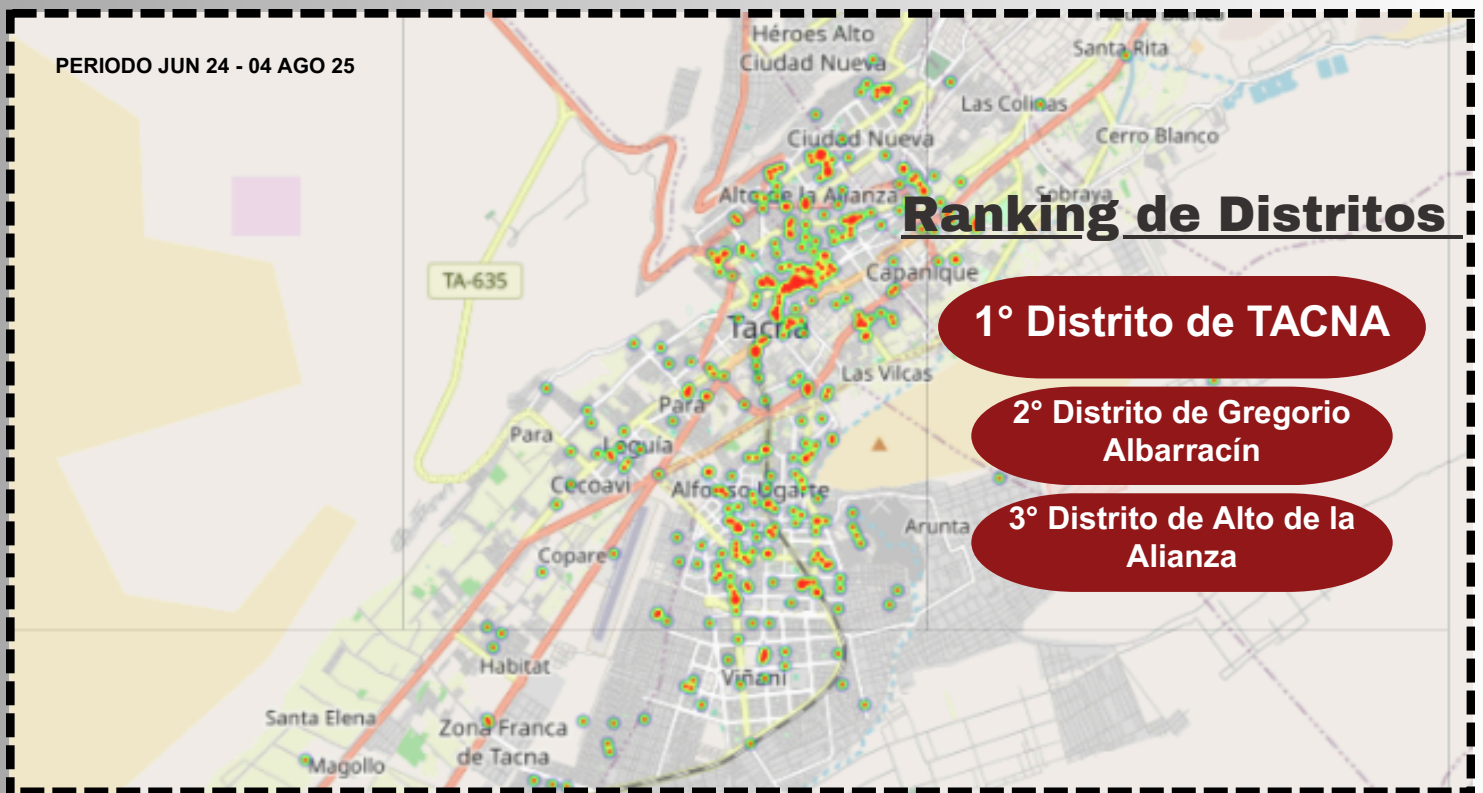 Héroes Alto
Ciudad Nueva
Santa Rita
PERIODO JUN 24 - 04 AGO 25
Las Colinas
Ciudad Nueva
Cerro Blanco
Alto de la Alianza
Sobraya
Ranking de Distritos
TA-635
Capanique
1° Distrito de TACNA
Tacna
Las Vilcas
2° Distrito de Gregorio
Albarracín
Para
Para
Leguía
Cecoavi
Alfonso Ugarte
3° Distrito de Alto de la
Alianza
Arunta
Copare
Habitat
Viñani
Santa Elena
Zona Franca
de Tacna
Magollo